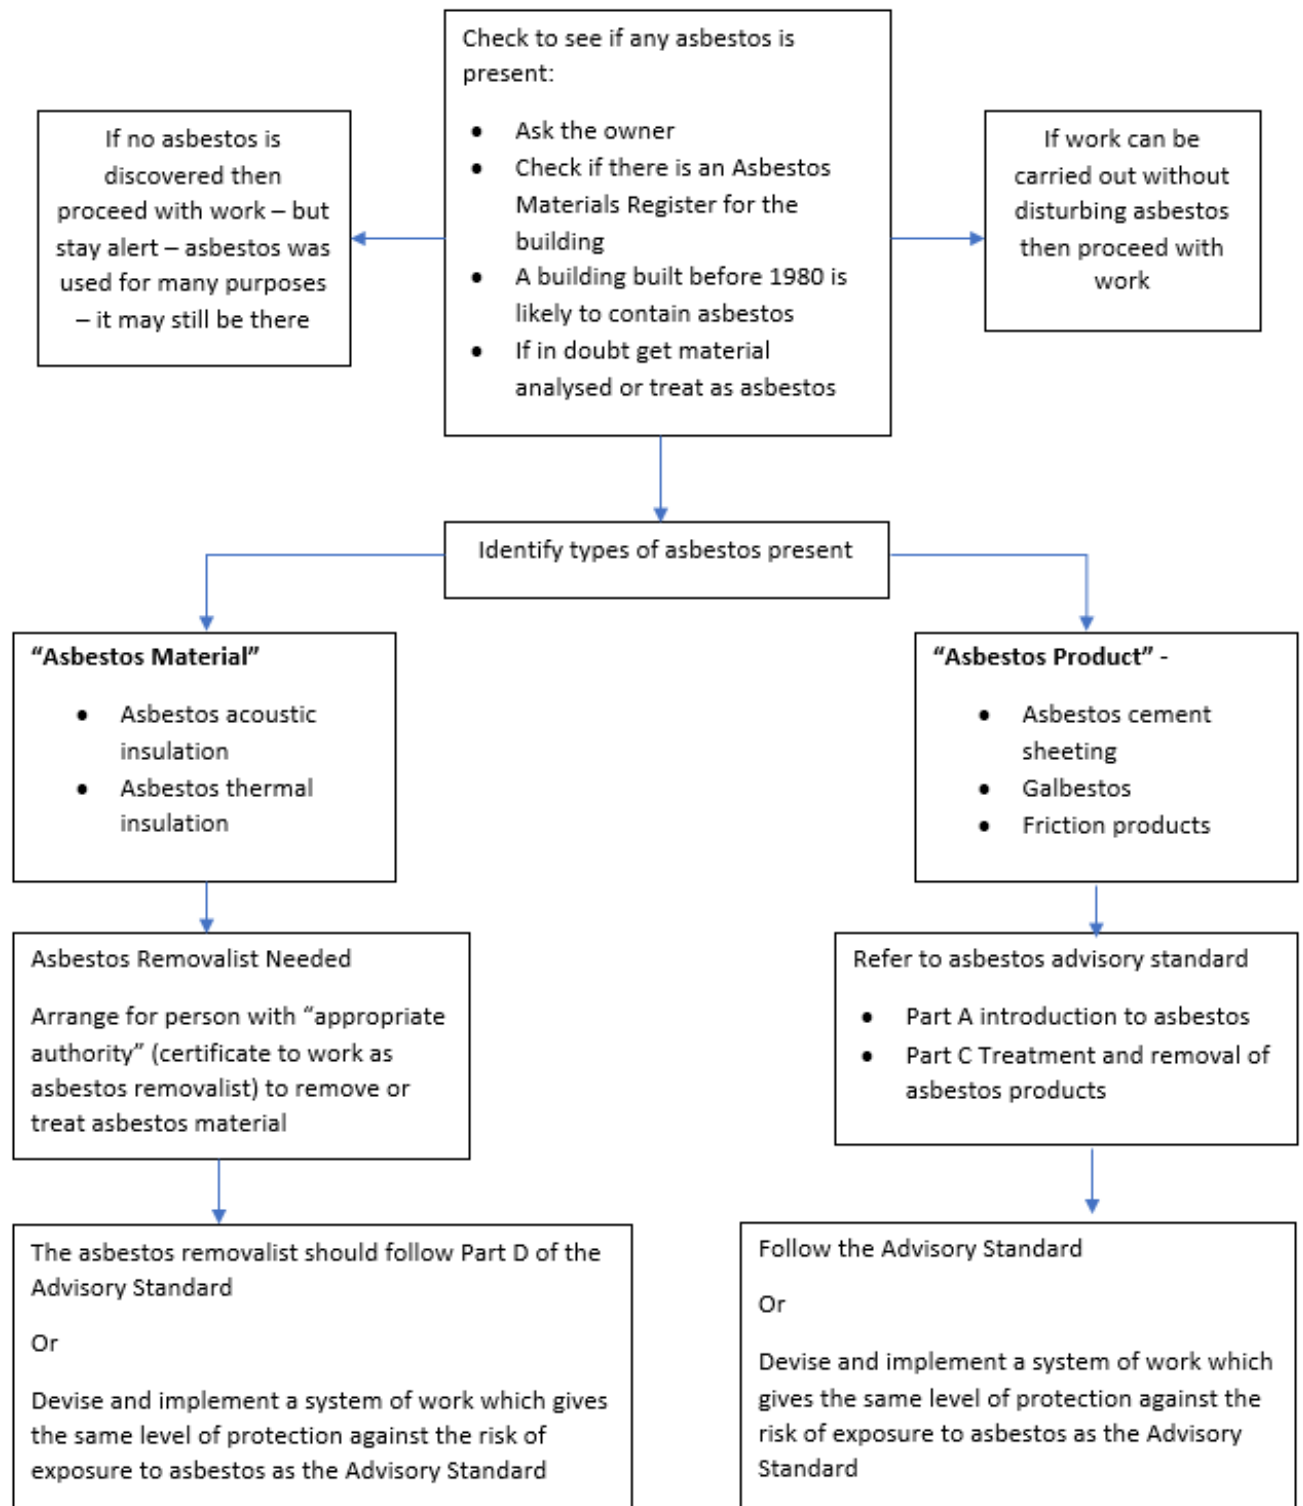 Check to see if any asbestos is
present:
● Ask the owner
● Check if there is an Asbestos
Materials Register for the
building
● A building built before 1980 is
likely to contain asbestos
● If in doubt get material
analysed or treat as asbestos
If no asbestos is
discovered then
proceed with work – but
stay alert – asbestos was
used for many purposes
– it may still be there
If work can be
carried out without
disturbing asbestos
then proceed with
work
Identify types of asbestos present
“Asbestos Material”
● Asbestos acoustic
insulation
● Asbestos thermal
insulation
“Asbestos Product” -
● Asbestos cement
sheeting
● Galbestos
● Friction products
Asbestos Removalist Needed
Arrange for person with “appropriate
authority” (certificate to work as
asbestos removalist) to remove or
treat asbestos material
Refer to asbestos advisory standard
● Part A introduction to asbestos
● Part C Treatment and removal of
asbestos products
The asbestos removalist should follow Part D of the
Advisory Standard
Or
Devise and implement a system of work which gives
the same level of protection against the risk of
exposure to asbestos as the Advisory Standard
Follow the Advisory Standard
Or
Devise and implement a system of work which
gives the same level of protection against the
risk of exposure to asbestos as the Advisory
Standard